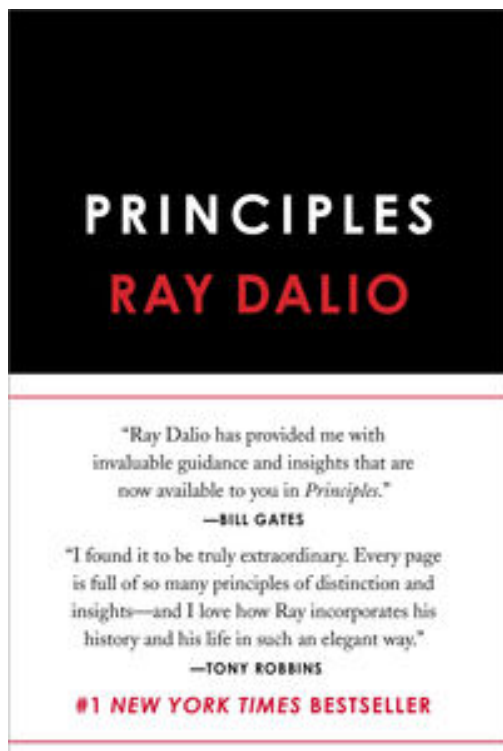 PRINCIPLES
RAY DALIO
“Ray Dalio has provided me with
invaluable guidance and insights that are
now available to you in Principles.”
—BILL GATES
“I found it to be truly extraordinary. Every page
is full of so many principles of distinction and
insights—and I love how Ray incorporates his
history and his life in such an elegant way.”
—TONY ROBBINS
#1 NEW YORK TIMES BESTSELLER